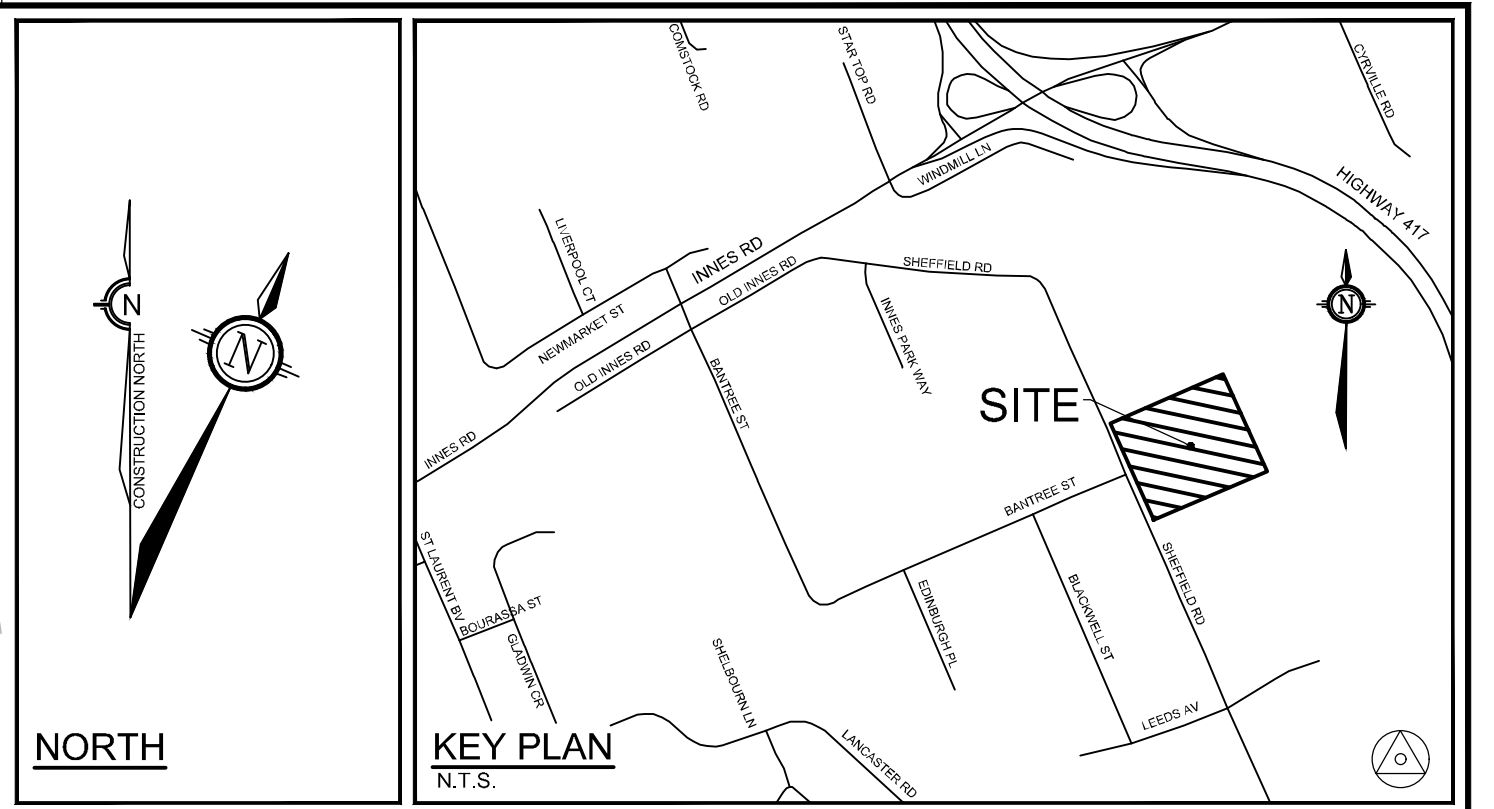 N
CONSTRUCTION NORTH
N
NORTH
COMSTOCK RD
STAR TOP RD
CYRVILLE RD
WINDMILL LN
HIGHWAY 417
LIVERPOOL CT
INNES RD
OLD INNES RD
SHEFFIELD RD
NEWMARKET ST
INNES PARK WAY
N
OLD INNES RD
BANTREE ST
SITE
INNES RD
BANTREE ST
ST LAURENT BV
BOURASSA ST
GLADWIN CR
SHEFFIELD RD
BLACKWELL ST
EDINBURGH PL
SHELBOURN LN
LEEDS AV
LANCASTER RD
KEY PLAN
N.T.S.